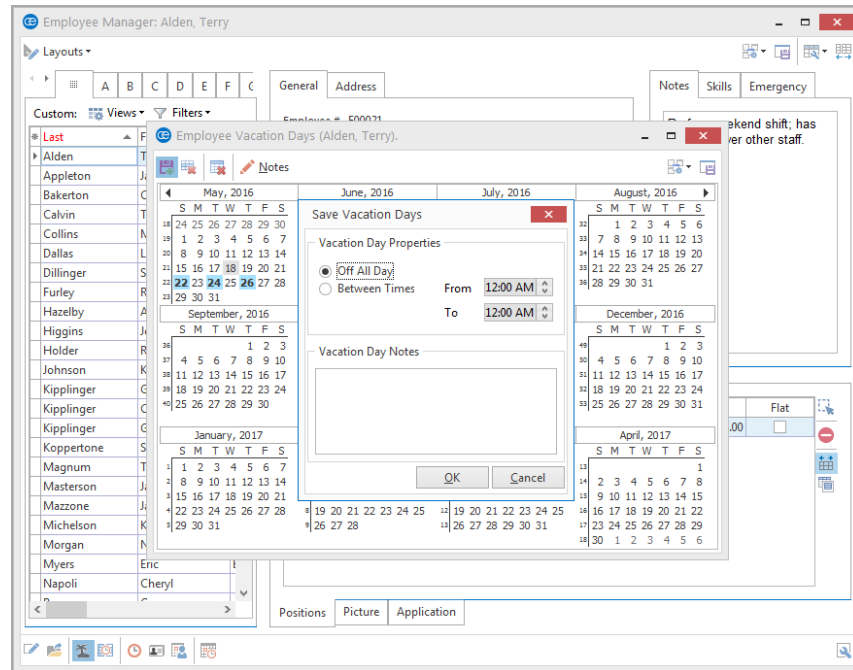 Employee Manager: Alden, Terry
Layouts
A B C D E F
General Address
Notes Skills Emergency
Custom: Views Filters
Employee # E00021
ekend shift; has
er other staff.
Last
Alden
Appleton
Bakerton
Calvin
Collins
Dallas
Dillinger
Furley
Hazelby
Higgins
Holder
Johnson
Kipplinger
Kipplinger
Kipplinger
Koppertone
Magnum
Masterson
Mazzone
Michelson
Morgan
Myers Eric
Napoli Cheryl
Employee Vacation Days (Alden, Terry).
Notes
May, 2016
S M T W T F S
18 24 25 26 27 28 29 30
19 1 2 3 4 5 6 7
20 8 9 10 11 12 13 14
21 15 16 17 18 19 20 21
22 22 23 24 25 26 27 28
23 29 30 31
June, 2016
July, 2016
August, 2016
S M T W T F S
32 1 2 3 4 5 6
33 7 8 9 10 11 12 13
34 14 15 16 17 18 19 20
35 21 22 23 24 25 26 27
36 28 29 30 31
September, 2016
S M T W T F S
36 1 2 3
37 4 5 6 7 8 9 10
38 11 12 13 14 15 16 17
39 18 19 20 21 22 23 24
40 25 26 27 28 29 30
December, 2016
S M T W T F S
49 1 2 3
50 4 5 6 7 8 9 10
51 11 12 13 14 15 16 17
52 18 19 20 21 22 23 24
53 25 26 27 28 29 30 31
January, 2017
S M T W T F S
1 1 2 3 4 5 6 7
2 8 9 10 11 12 13 14
3 15 16 17 18 19 20 21
4 22 23 24 25 26 27 28
5 29 30 31
8 19 20 21 22 23 24 25
9 26 27 28
12 19 20 21 22 23 24 25
13 26 27 28 29 30 31
April, 2017
S M T W T F S
13 1
14 2 3 4 5 6 7 8
15 9 10 11 12 13 14 15
16 16 17 18 19 20 21 22
17 23 24 25 26 27 28 29
18 30 1 2 3 4 5 6
Save Vacation Days
Vacation Day Properties
Off All Day
Between Times From 12:00 AM
To 12:00 AM
Vacation Day Notes
OK Cancel
Flat
.00
Positions Picture Application